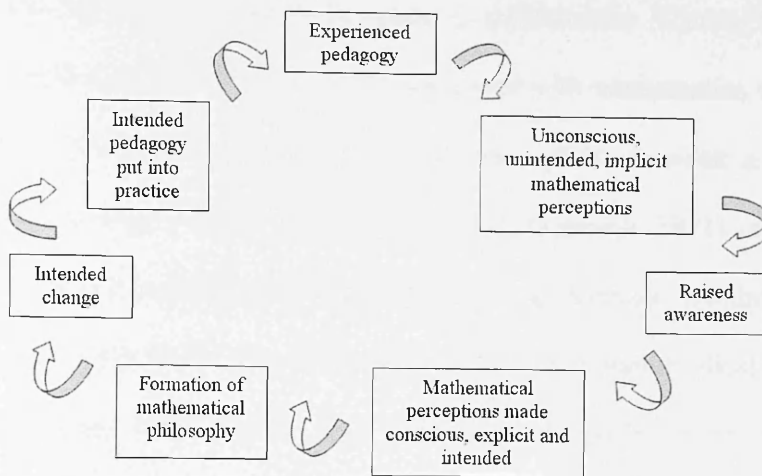 Experienced
pedagogy
Unconscious,
unintended, implicit
mathematical
perceptions
Raised
awareness
Mathematical
perceptions made
conscious, explicit and
intended
Formation of
mathematical
philosophy
Intended
change
Intended
pedagogy
put into
practice